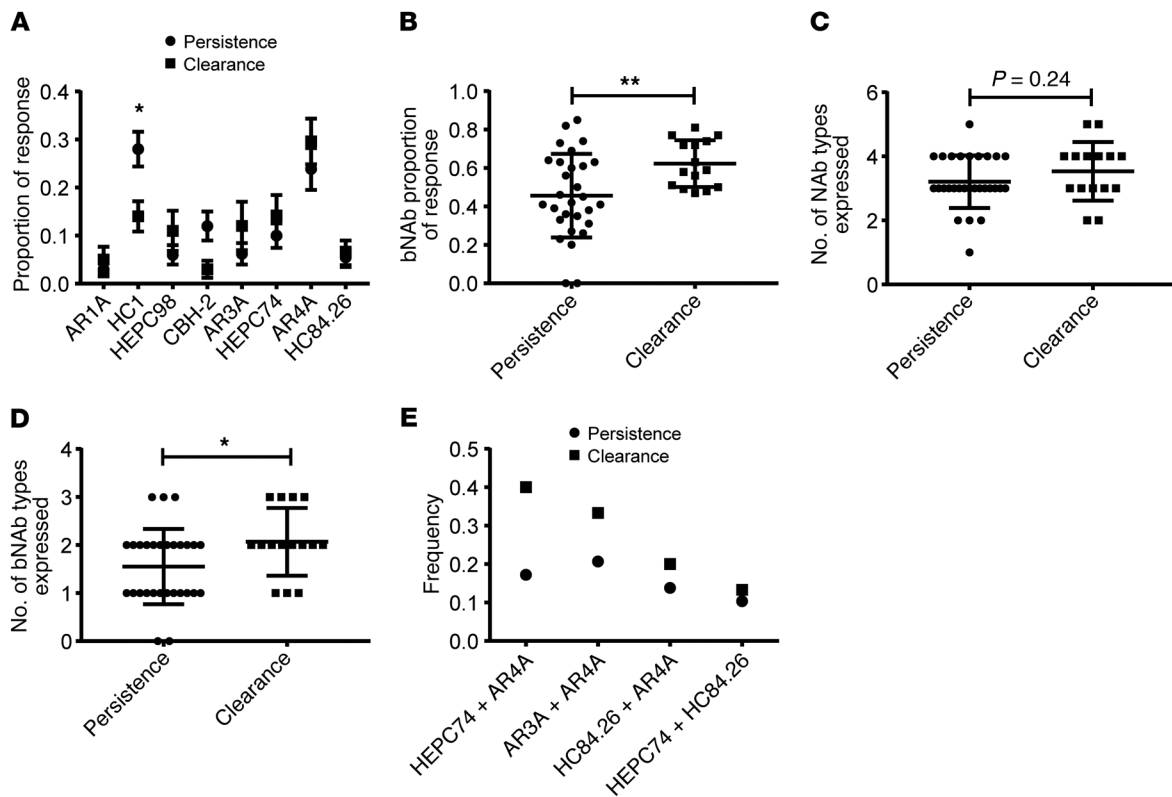 A
Persistence
Clearance
Proportion of response
0.4
0.3
0.2
0.1
0.0
*
AR1A
HC1
HEPC98
CBH-2
AR3A
HEPC74
AR4A
HC84.26
B
bNAb proportion
of response
1.0
0.8
0.6
0.4
0.2
0.0
**
Persistence
Clearance
C
No. of NAb types
expressed
6
4
2
0
P = 0.24
Persistence
Clearance
D
No. of bNAb types
expressed
4
3
2
1
0
*
Persistence
Clearance
E
Persistence
Clearance
Frequency
0.5
0.4
0.3
0.2
0.1
0.0
HEPC74 + AR4A
AR3A + AR4A
HC84.26 + AR4A
HEPC74 + HC84.26